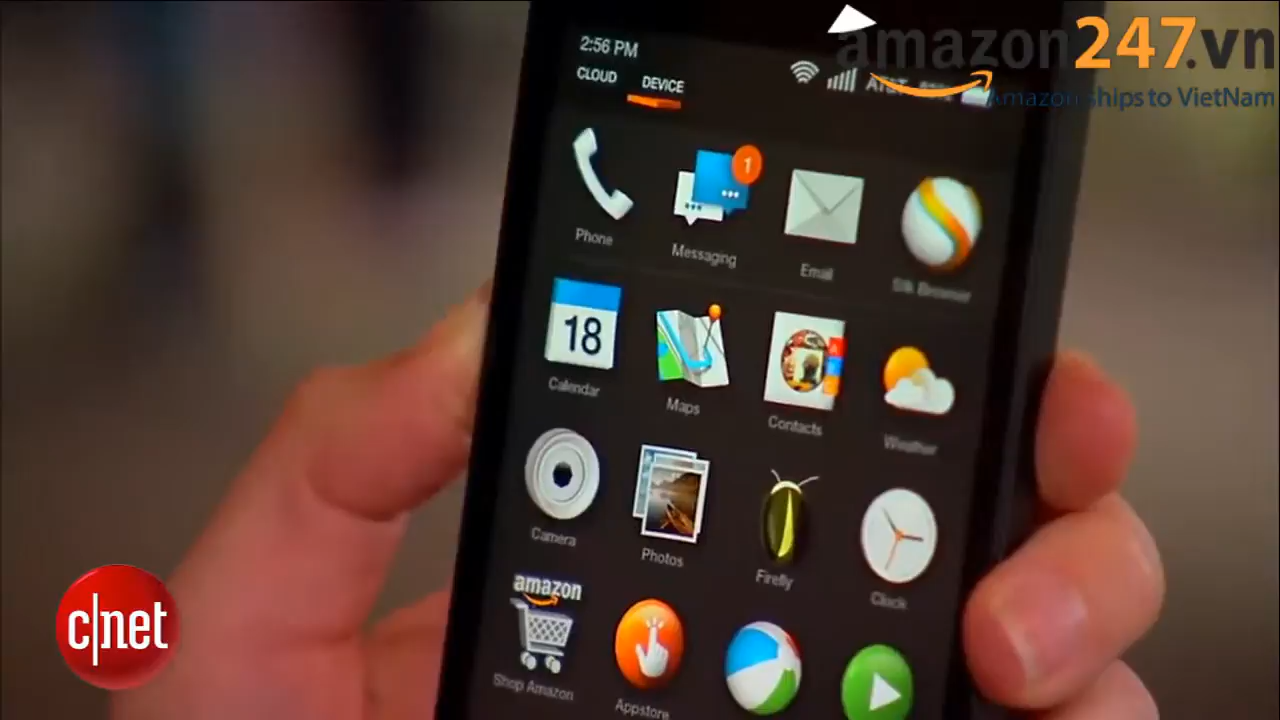 2:56 PM
CLOUD DEVICE
AT&T
amazon247.vn
Amazon ships to VietNam
1
Phone
Messaging
Email
Silk Browser
18
Calendar
Maps
Contacts
Weather
Camera
Photos
Firefly
Clock
amazon
Shop Amazon
Appstore
c|net